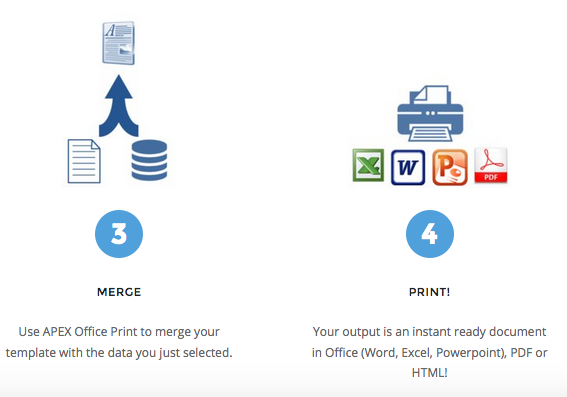 PDF
3
MERGE
Use APEX Office Print to merge your
template with the data you just selected.
4
PRINT!
Your output is an instant ready document
in Office (Word, Excel, Powerpoint), PDF or
HTML!